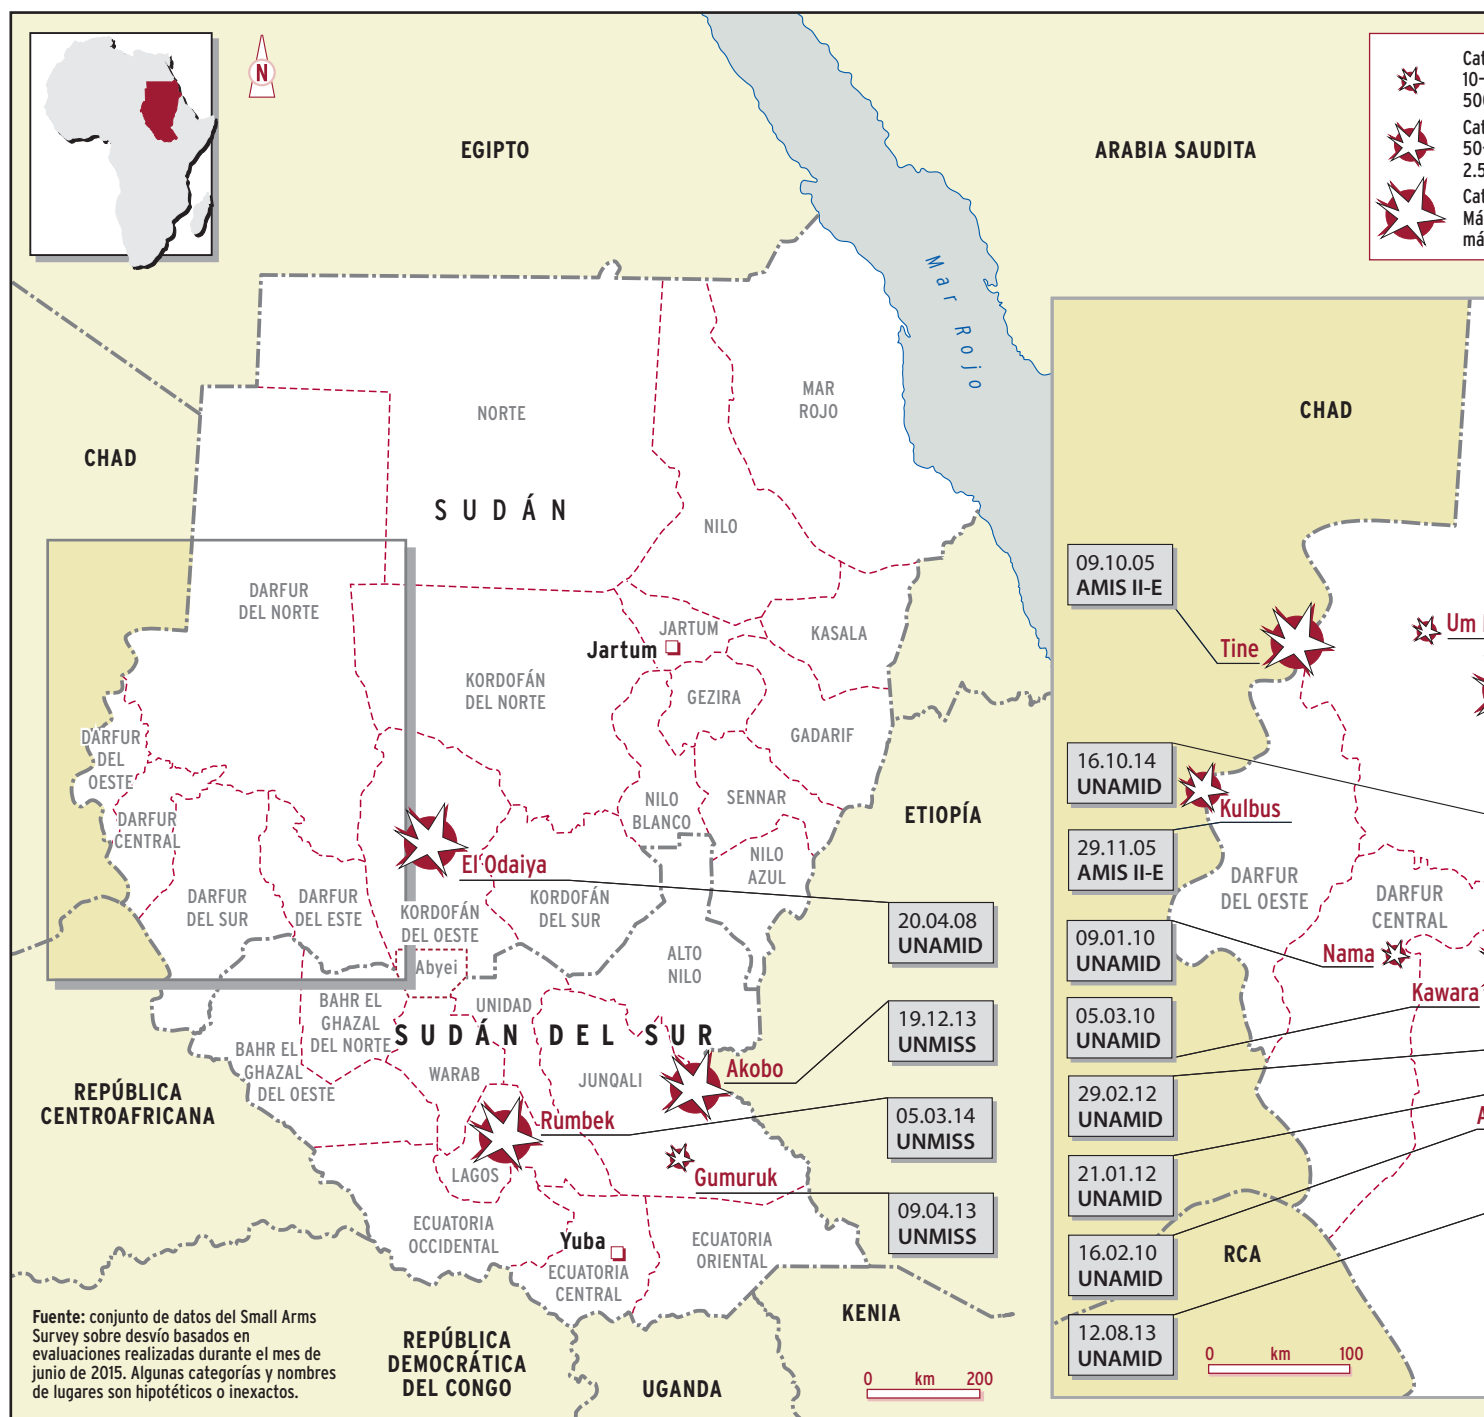 N
EGIPTO
ARABIA SAUDITA
Mar Rojo
CHAD
NORTE
MAR
ROJO
SUDÁN
NILO
DARFUR
DEL NORTE
JARTUM
Jartum
KASALA
KORDOFÁN
DEL NORTE
GEZIRA
GADARIF
DARFUR
DEL
OESTE
DARFUR
CENTRAL
NILO
BLANCO
SENNAR
ETIOPÍA
El Odaiya
NILO
AZUL
DARFUR
DEL SUR
DARFUR
DEL ESTE
KORDOFÁN
DEL OESTE
KORDOFÁN
DEL SUR
20.04.08
UNAMID
ALTO
NILO
Abyei
UNIDAD
BAHR EL
GHAZAL
DEL NORTE
SUDÁN DEL SUR
19.12.13
UNMISS
BAHR EL
GHAZAL
DEL OESTE
WARAB
JUNQALI
Akobo
REPÚBLICA
CENTROAFRICANA
Rumbek
05.03.14
UNMISS
LAGOS
Gumuruk
09.04.13
UNMISS
ECUATORIA
OCCIDENTAL
Yuba
ECUATORIA
CENTRAL
ECUATORIA
ORIENTAL
KENIA
REPÚBLICA
DEMOCRÁTICA
DEL CONGO
UGANDA
0 km 200
Fuente: conjunto de datos del Small Arms
Survey sobre desvío basados en
evaluaciones realizadas durante el mes de
junio de 2015. Algunas categorías y nombres
de lugares son hipotéticos o inexactos.
10-
50-
CHAD
09.10.05
AMIS II-E
Tine
Um
16.10.14
UNAMID
Kulbus
29.11.05
AMIS II-E
DARFUR
DEL OESTE
DARFUR
CENTRAL
09.01.10
UNAMID
Nama
Kawara
05.03.10
UNAMID
29.02.12
UNAMID
21.01.12
UNAMID
16.02.10
UNAMID
RCA
12.08.13
UNAMID
0 km 100